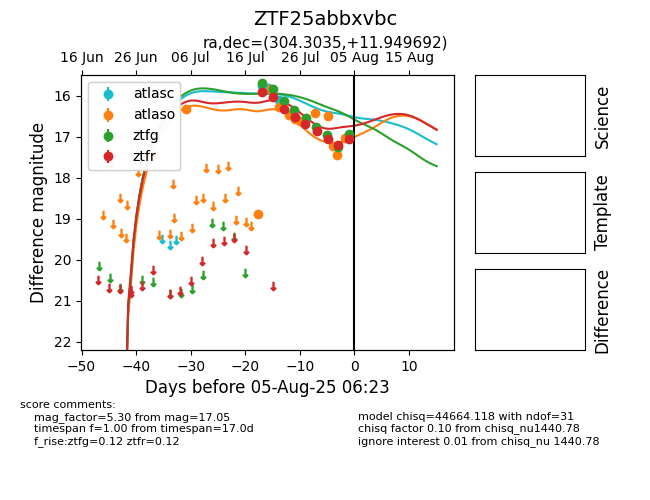 ZTF25abbxvbc
ra,dec=(304.3035,+11.949692)
16 Jun 26 Jun 06 Jul 16 Jul 26 Jul 05 Aug 15 Aug
atlasc
atlaso
ztfg
ztfr
16
17
18
19
20
21
22
Difference magnitude
−50 −40 −30 −20 −10 0 10
Days before 05-Aug-25 06:23
Science
Template
Difference
score comments:
mag_factor=5.30 from mag=17.05
timespan f=1.00 from timespan=17.0d
f_rise:ztfg=0.12 ztfr=0.12
model chisq=44664.118 with ndof=31
chisq factor 0.10 from chisq_nu1440.78
ignore interest 0.01 from chisq_nu 1440.78